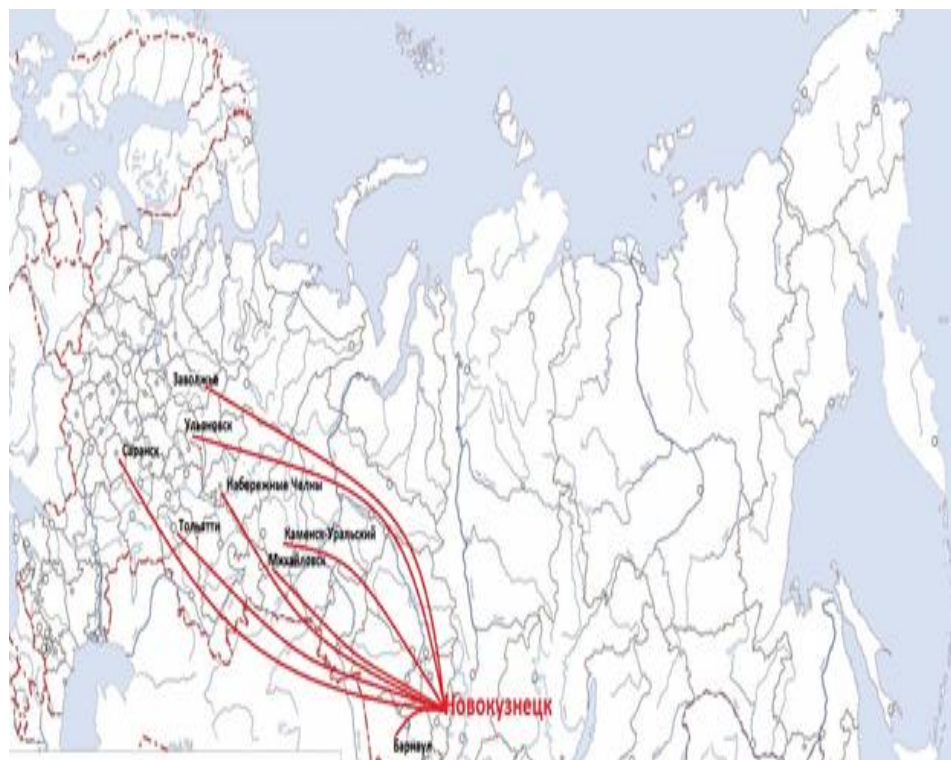 Заволжье
Ульяновск
Саранск
Набережные Челны
Тольятти
Каменск-Уральский
Михайловск
Новокузнецк
Барнаул